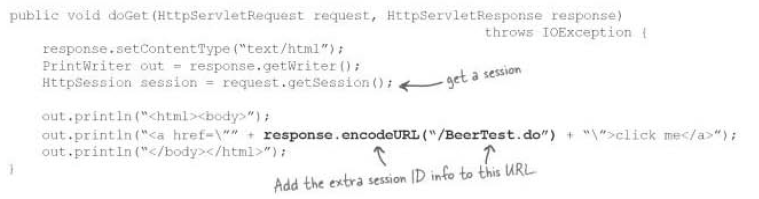 public void doGet(HttpServletRequest request, HttpServletResponse response)
throws IOException {
response.setContentType("text/html");
PrintWriter out = response.getWriter();
HttpSession session = request.getSession(); get a session
out.println("<html><body>");
out.println("<a href=\"" + response.encodeURL("/BeerTest.do") + "\">click me</a>");
out.println("</body></html>");
}
Add the extra session ID info to this URL